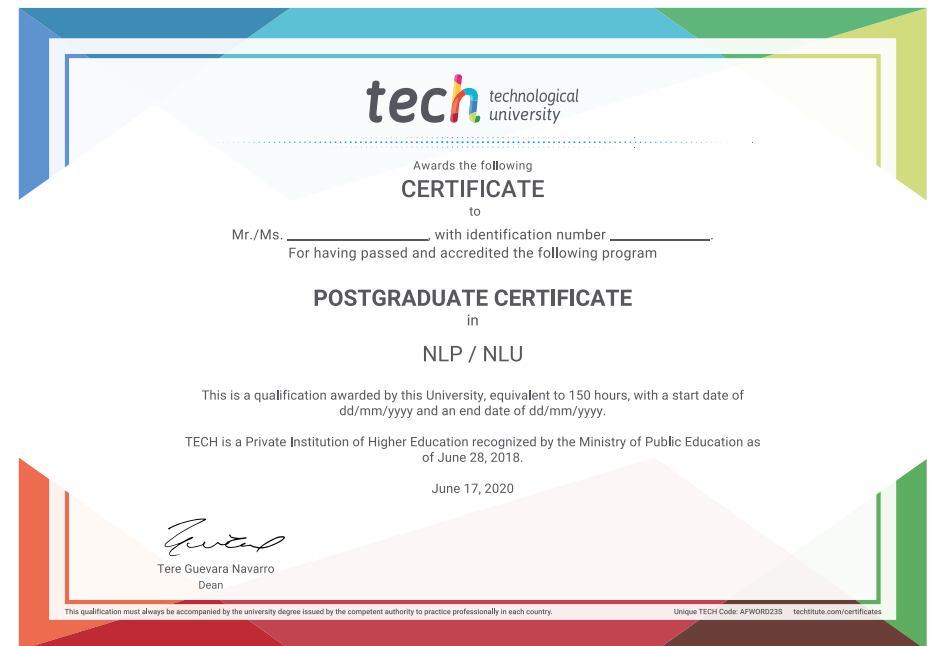 tech technological
university
Awards the following
CERTIFICATE
to
Mr./Ms. ____________________, with identification number ______________.
For having passed and accredited the following program
POSTGRADUATE CERTIFICATE
in
NLP / NLU
This is a qualification awarded by this University, equivalent to 150 hours, with a start date of
dd/mm/yyyy and an end date of dd/mm/yyyy.
TECH is a Private Institution of Higher Education recognized by the Ministry of Public Education as
of June 28, 2018.
June 17, 2020
Tere Guevara Navarro
Dean
This qualification must always be accompanied by the university degree issued by the competent authority to practice professionally in each country. Unique TECH Code: AFWORD23S techtitute.com/certificates